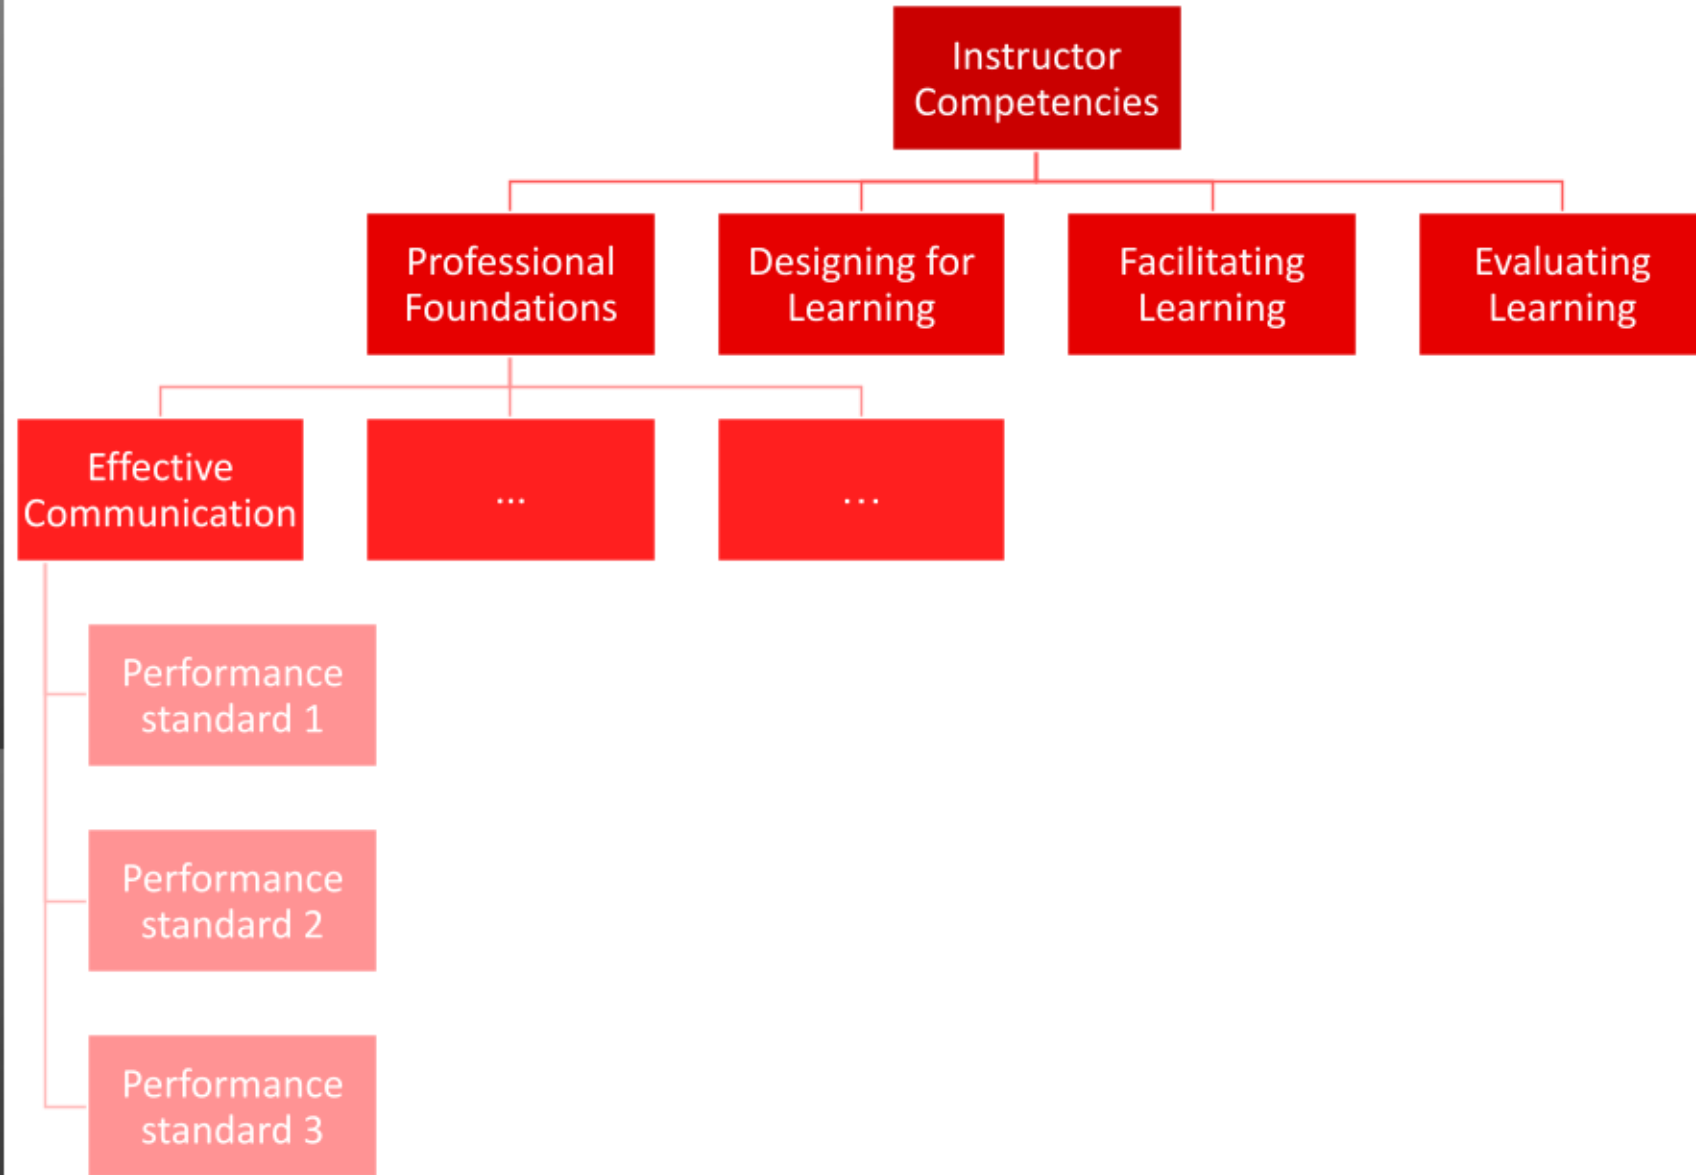 Instructor
Competencies
Professional
Foundations
Designing for
Learning
Facilitating
Learning
Evaluating
Learning
Effective
Communication
...
...
Performance
standard 1
Performance
standard 2
Performance
standard 3